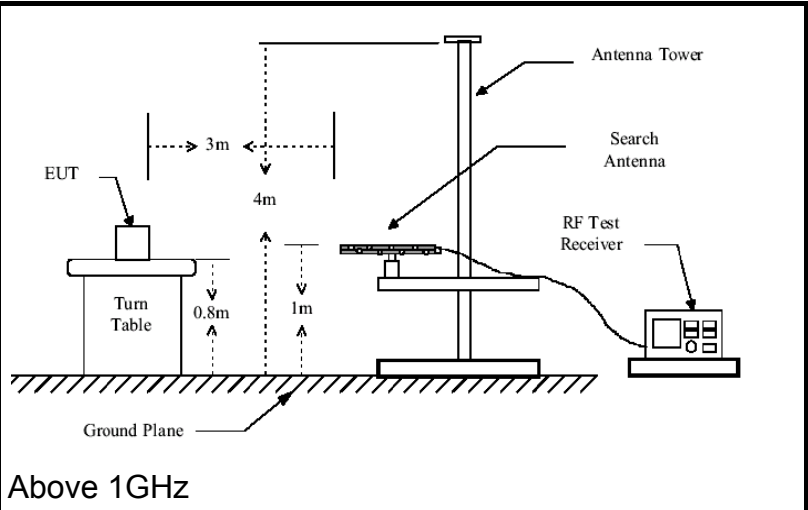 Antenna Tower
3m
Search
Antenna
EUT
4m
RF Test
Receiver
Turn
Table
0.8m
1m
Ground Plane
Above 1GHz